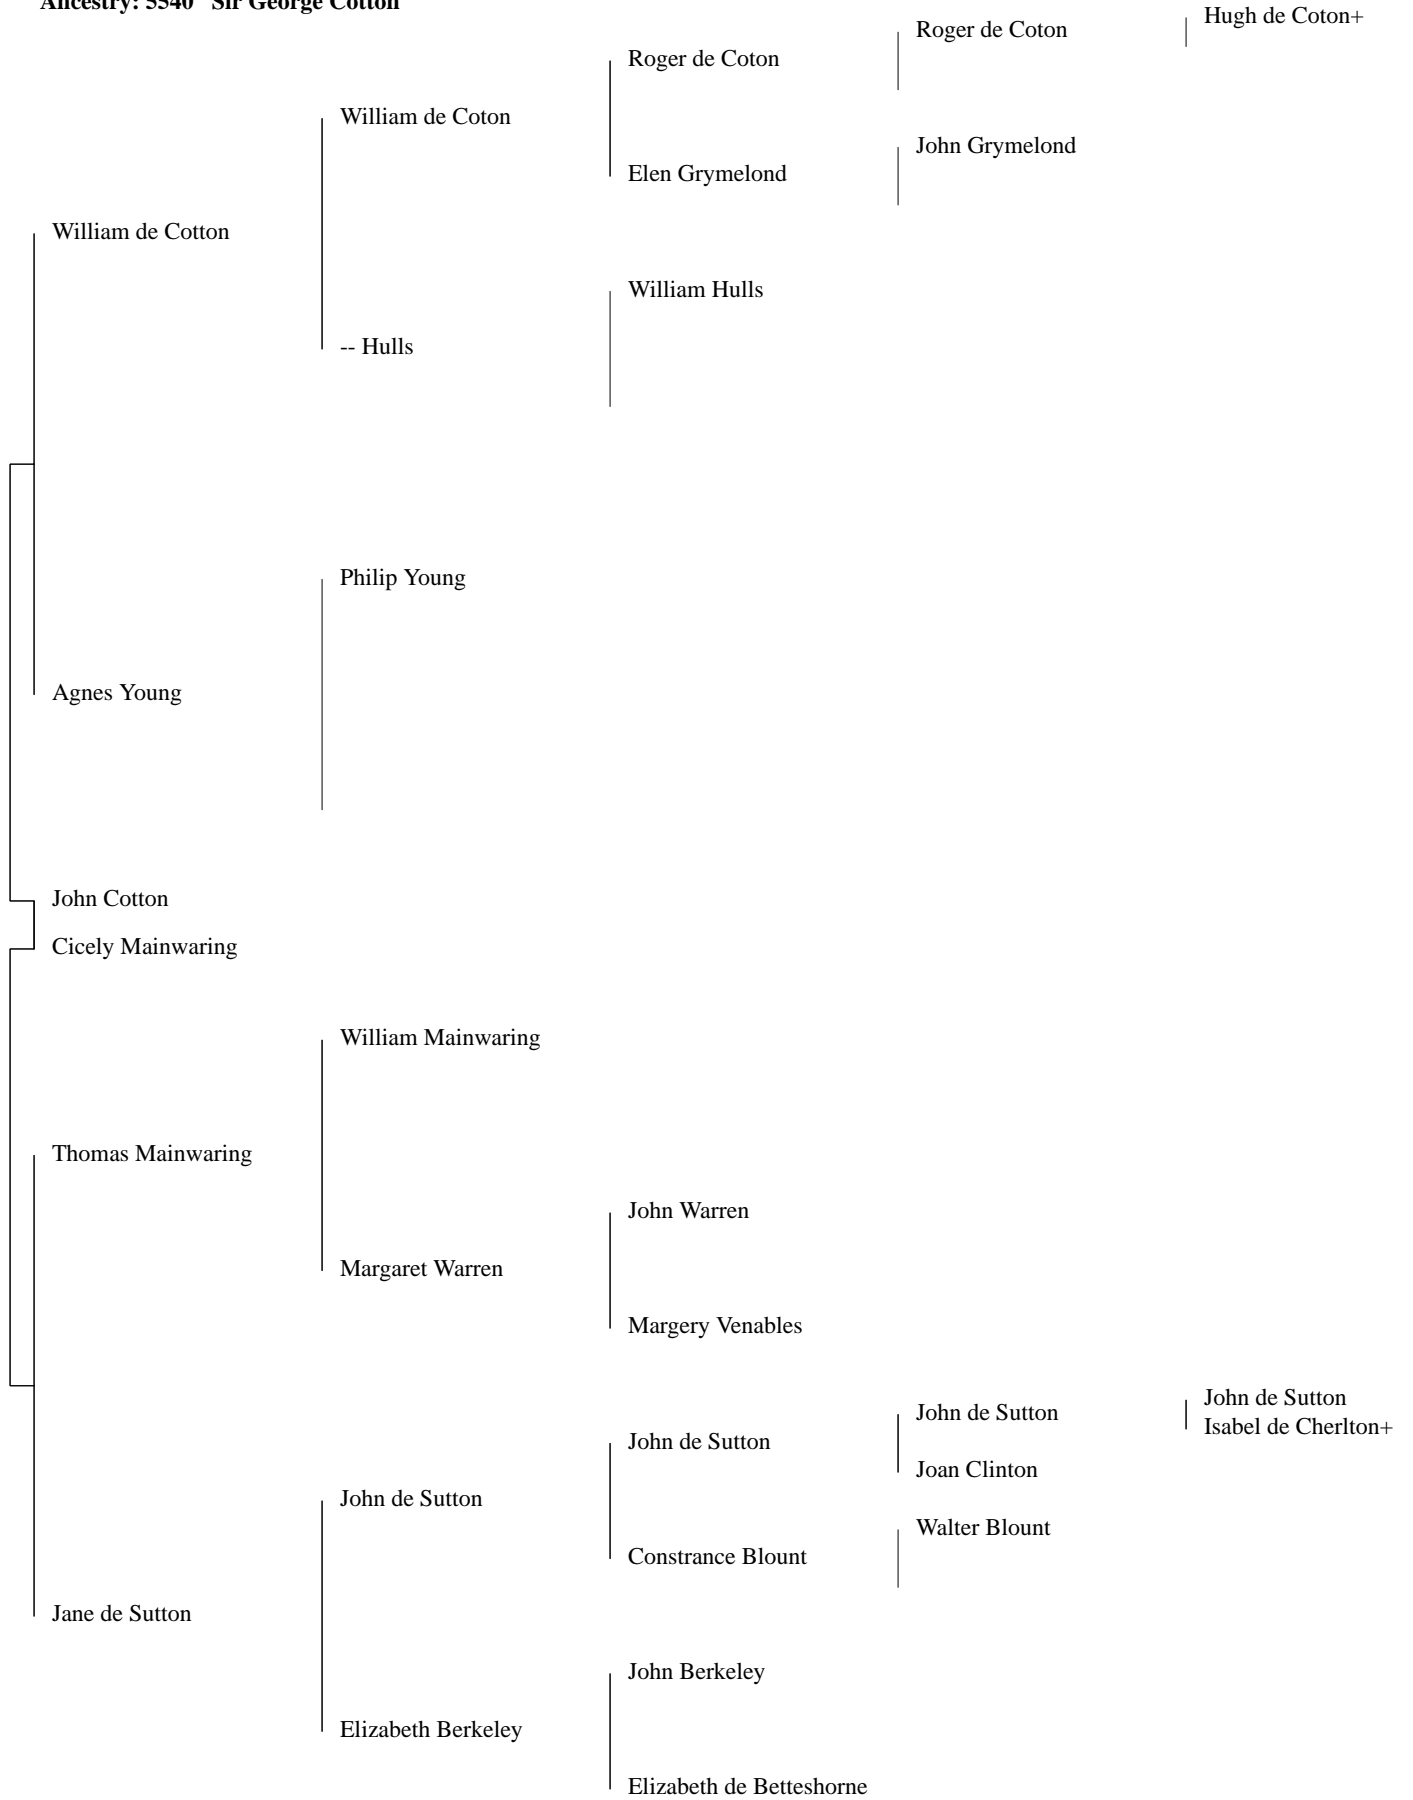 Ancestry: 5540 Sir George Cotton
Hugh de Coton+
Roger de Coton
Roger de Coton
William de Coton
John Grymelond
Elen Grymelond
William de Cotton
William Hulls
-- Hulls
Philip Young
Agnes Young
John Cotton
Cicely Mainwaring
William Mainwaring
Thomas Mainwaring
John Warren
Margaret Warren
Margery Venables
John de Sutton
Isabel de Cherlton+
John de Sutton
John de Sutton
Joan Clinton
John de Sutton
Walter Blount
Constrance Blount
Jane de Sutton
John Berkeley
Elizabeth Berkeley
Elizabeth de Betteshorne